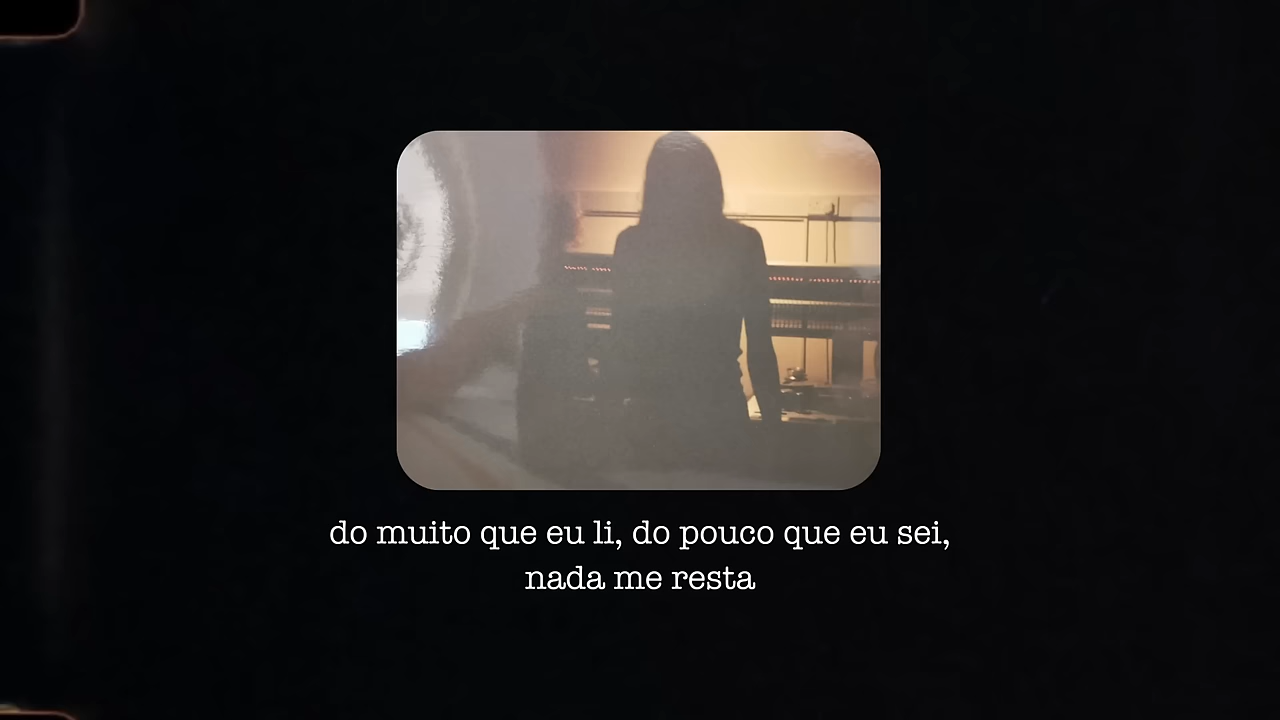 do muito que eu li, do pouco que eu sei,
nada me resta